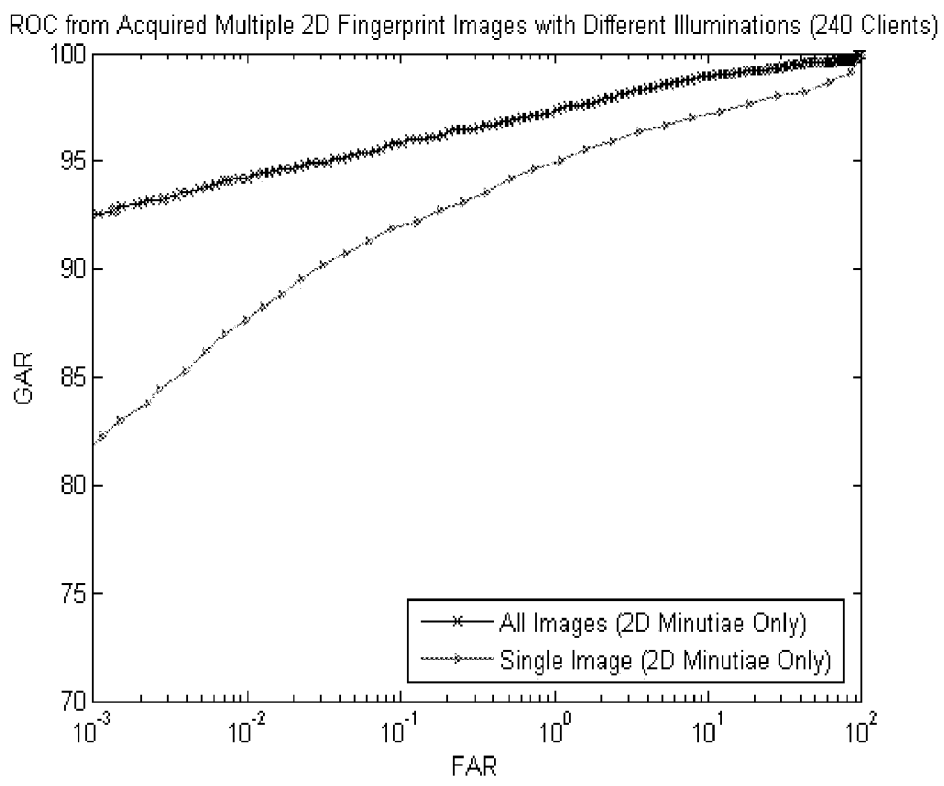 ROC from Acquired Multiple 2D Fingerprint Images with Different Illuminations (240 Clients)
100
95
90
85
80
75
70
GAR
All Images (2D Minutiae Only)
Single Image (2D Minutiae Only)
10^-3
10^-2
10^-1
10^0
10^1
10^2
FAR